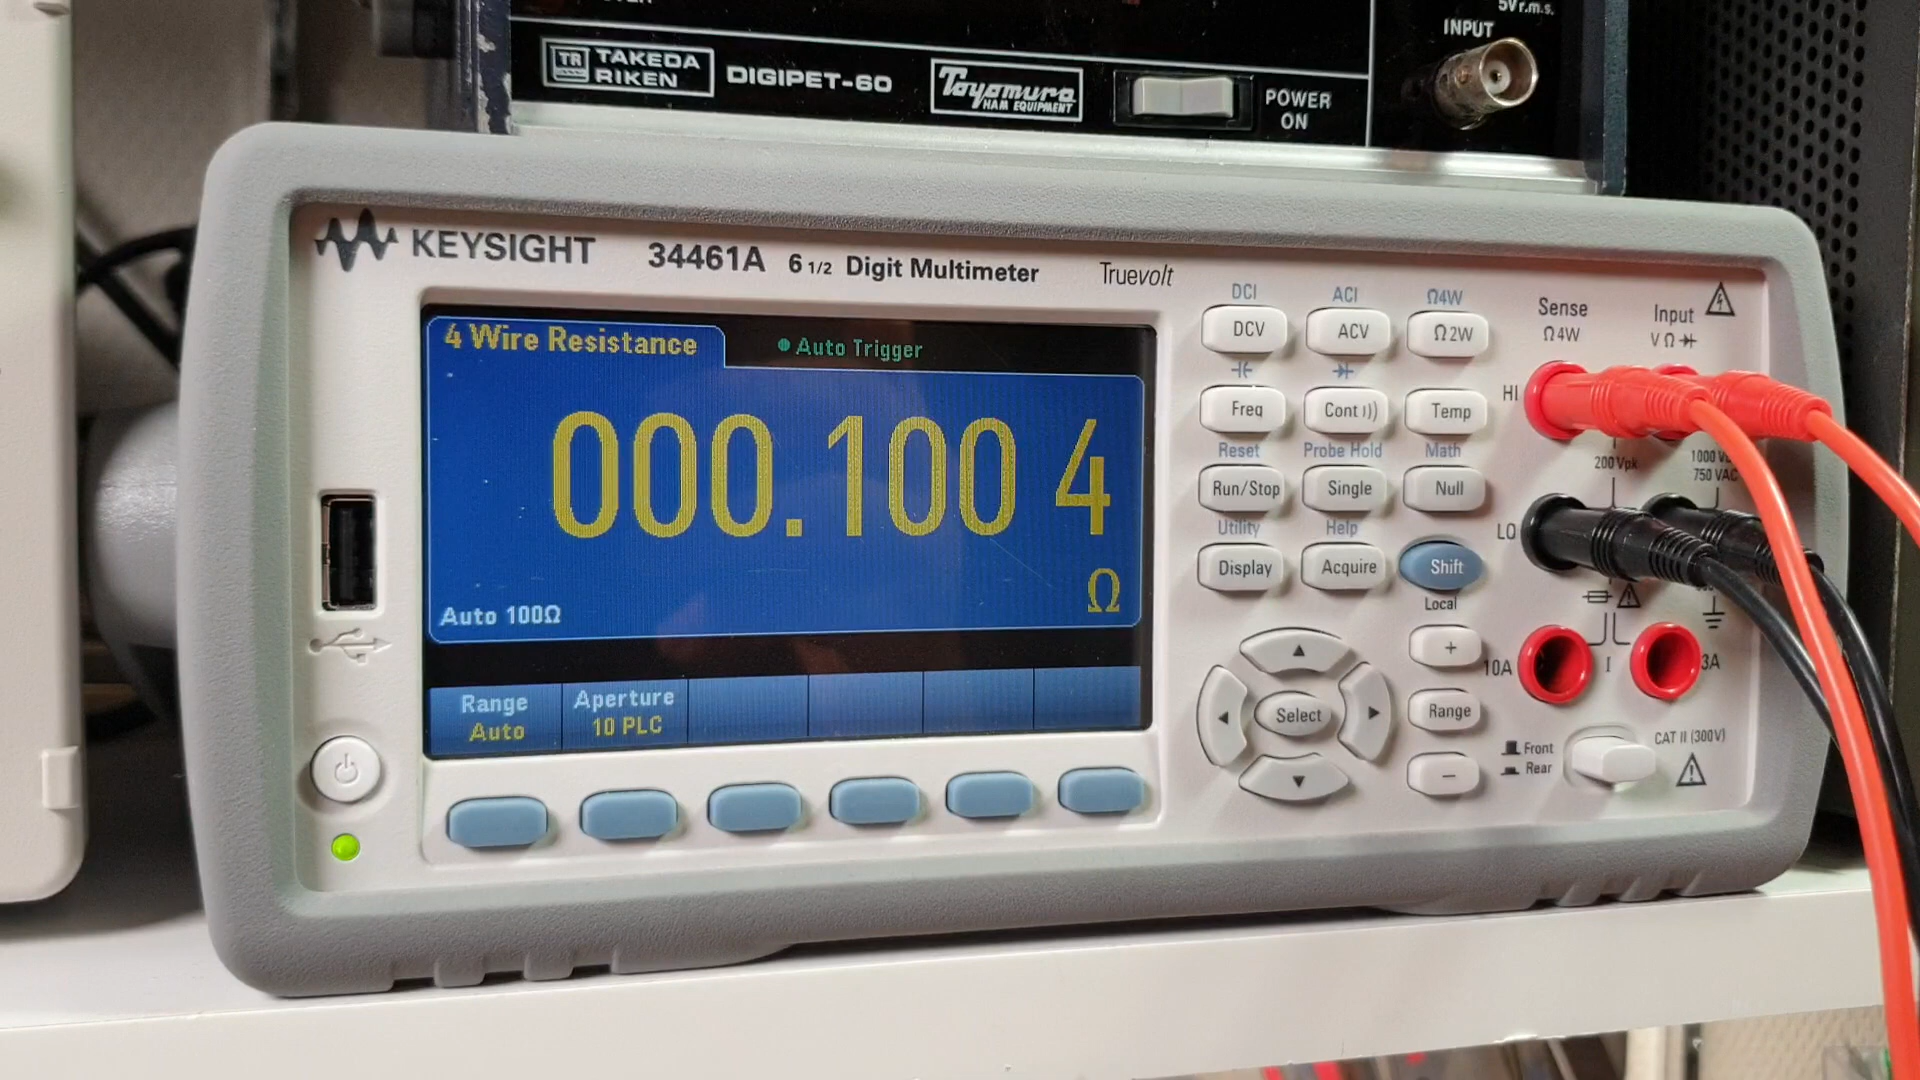 5V r.m.s.
INPUT
TR TAKEDA
RIKEN
DIGIPET-60
Toyomura
HAM EQUIPMENT
POWER
ON
KEYSIGHT
34461A 6 1/2 Digit Multimeter
Truevolt
4 Wire Resistance
Auto Trigger
000.100 4
Ω
Auto 100Ω
Range
Auto
Aperture
10 PLC
DCI
ACI
Ω4W
DCV
ACV
Ω2W
Freq
Cont
Temp
Reset
Probe Hold
Math
Run/Stop
Single
Null
Utility
Help
Display
Acquire
Shift
Local
+
Select
Range
−
Sense
Ω4W
Input
VΩ
HI
200 Vpk
750 VAC
LO
10A
I
3A
Front
Rear
CAT II (300V)